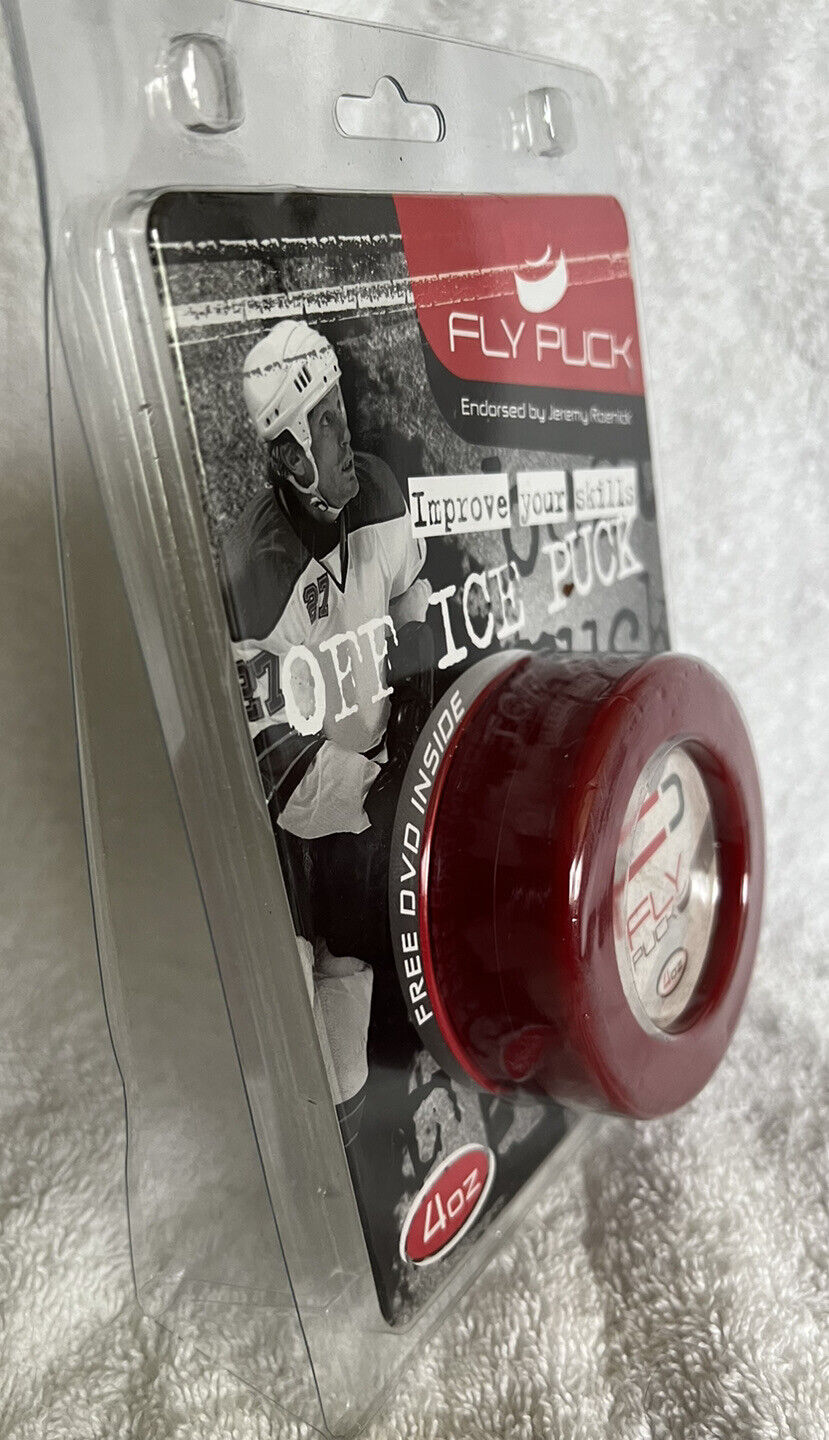 FLY PUCK
Endorsed by Jeremy Roenick
Improve your skills
OFF ICE PUCK
27
27
FREE DVD INSIDE
FLY
PUCK
4oz
4oz